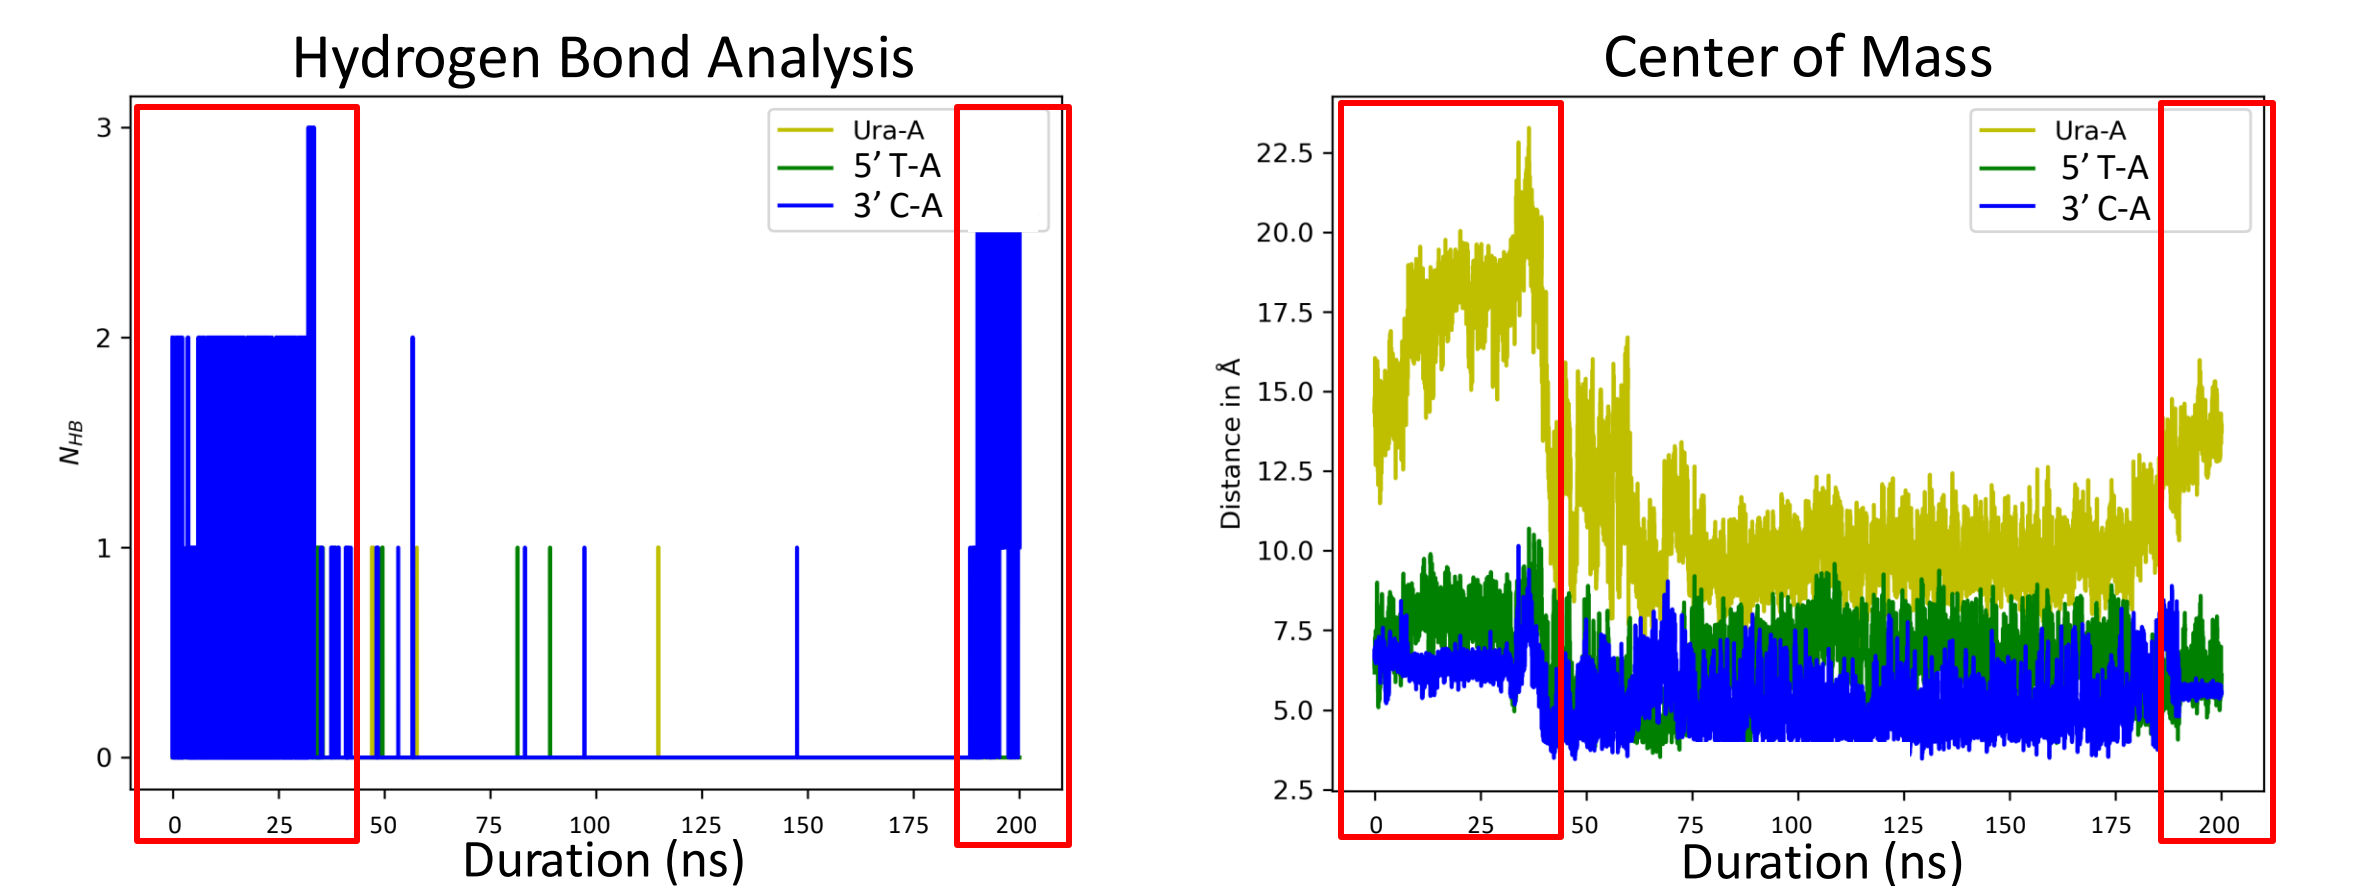 Hydrogen Bond Analysis
3
2
1
0
N_HB
Ura-A
5’ T-A
3’ C-A
0 25 50 75 100 125 150 175 200
Duration (ns)
Center of Mass
22.5
20.0
17.5
15.0
12.5
10.0
7.5
5.0
2.5
Distance in Å
Ura-A
5’ T-A
3’ C-A
0 25 50 75 100 125 150 175 200
Duration (ns)